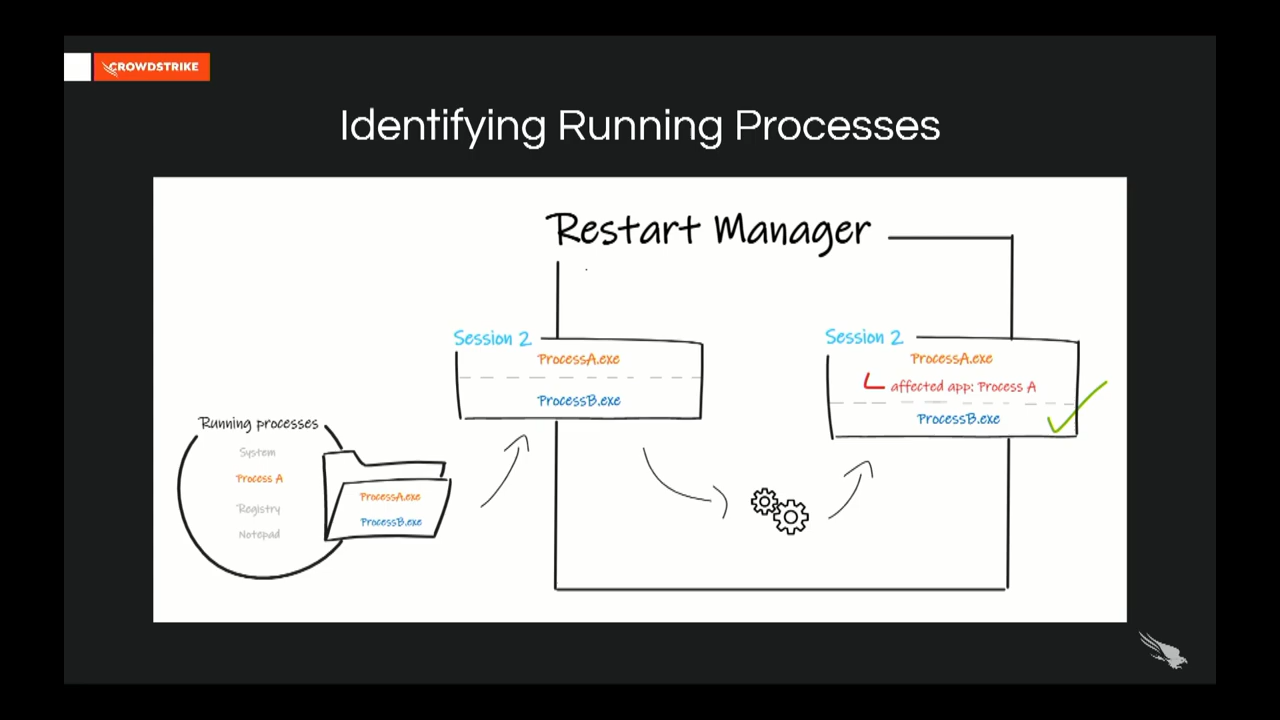 CROWDSTRIKE
Identifying Running Processes
Restart Manager
Session 2
ProcessA.exe
ProcessB.exe
Session 2
ProcessA.exe
affected app: Process A
ProcessB.exe
Running processes
System
Process A
Registry
Notepad
ProcessA.exe
ProcessB.exe